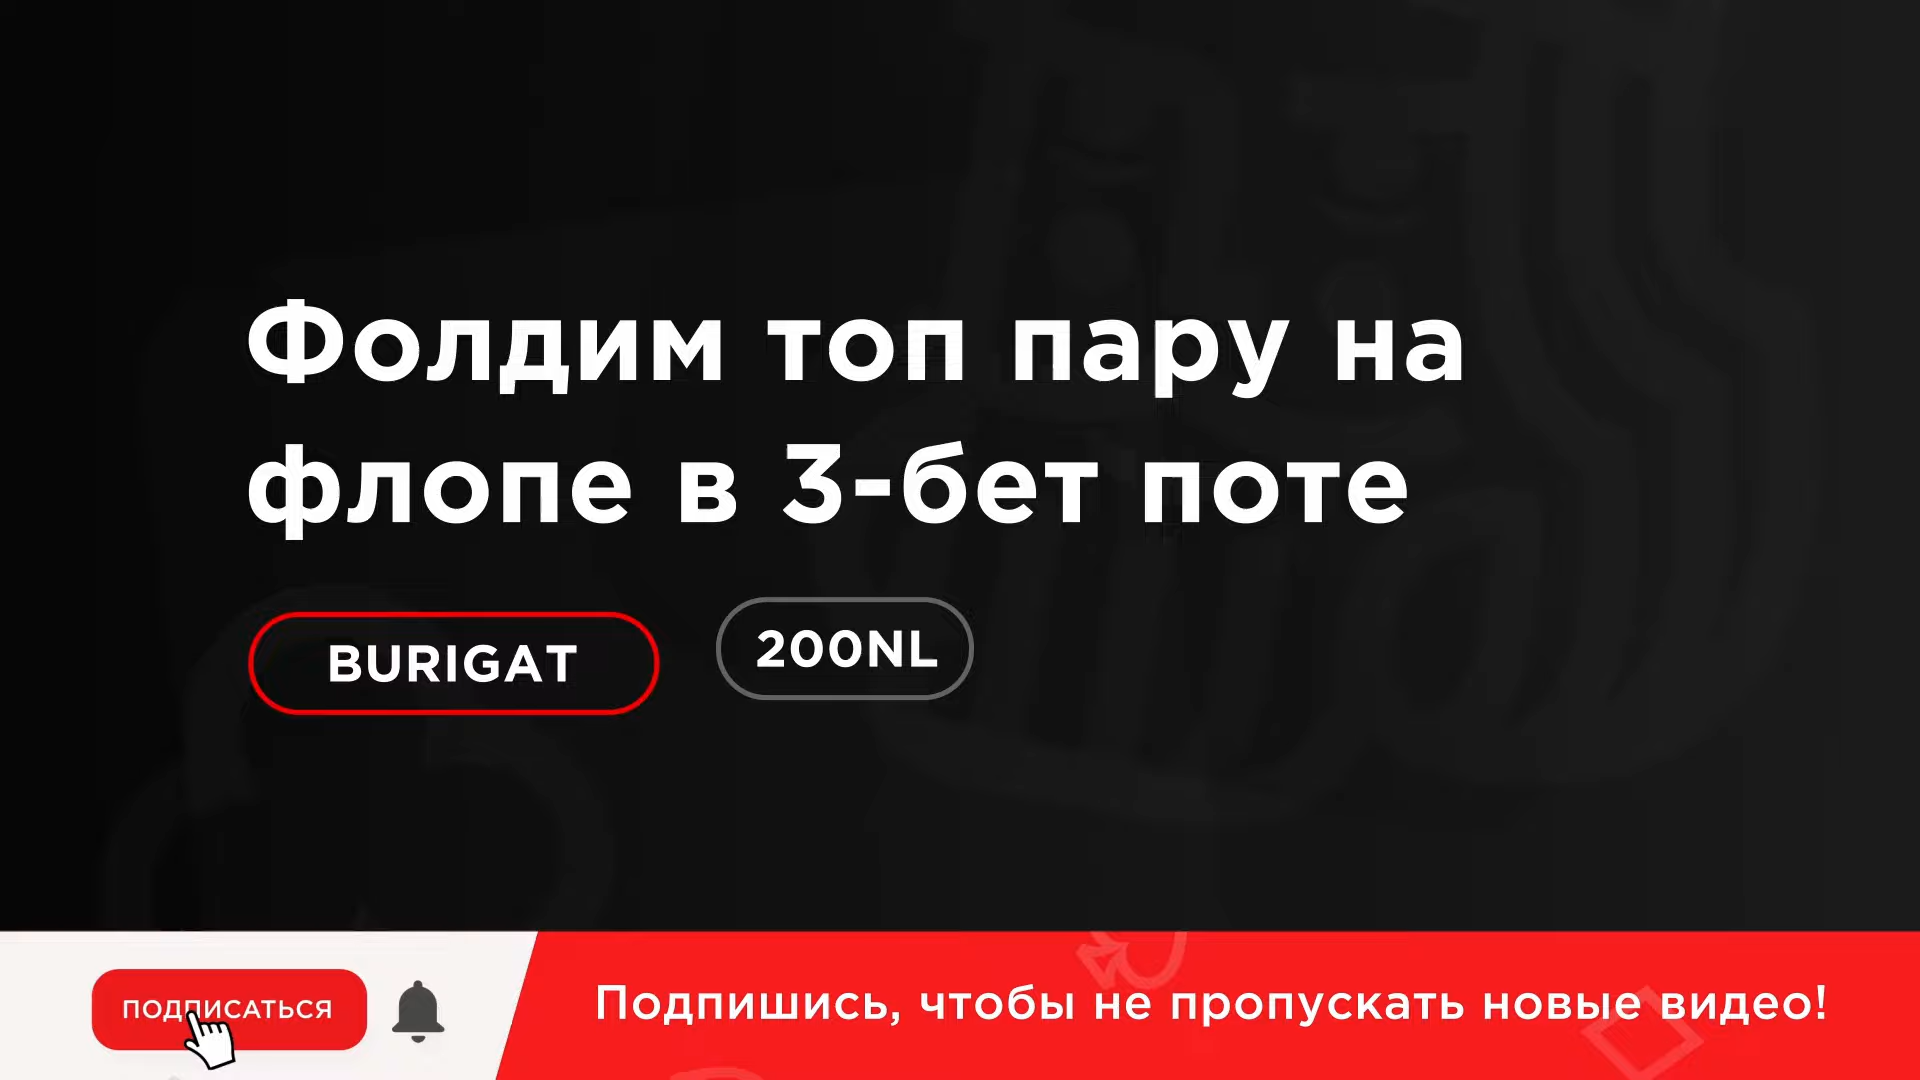 Фолдим топ пару на
флопе в 3-бет поте
BURIGAT
200NL
ПОДПИСАТЬСЯ
Подпишись, чтобы не пропускать новые видео!